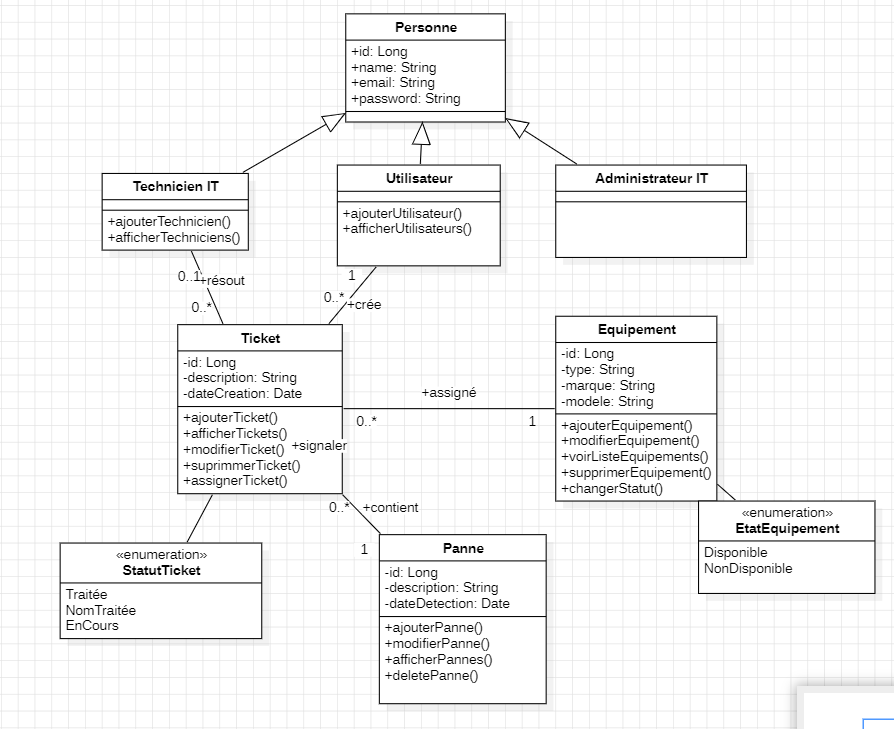 Personne
+id: Long
+name: String
+email: String
+password: String
Technicien IT
+ajouterTechnicien()
+afficherTechniciens()
Utilisateur
+ajouterUtilisateur()
+afficherUtilisateurs()
Administrateur IT
0..1
+résout
0..*
1
0..*
+crée
Ticket
-id: Long
-description: String
-dateCreation: Date
+ajouterTicket()
+afficherTickets()
+modifierTicket()
+signaler
+suprimmerTicket()
+assignerTicket()
+assigné
0..*
1
Equipement
-id: Long
-type: String
-marque: String
-modele: String
+ajouterEquipement()
+modifierEquipement()
+voirListeEquipements()
+supprimerEquipement()
+changerStatut()
«enumeration»
EtatEquipement
Disponible
NonDisponible
0..*
+contient
1
«enumeration»
StatutTicket
Traitée
NomTraitée
EnCours
Panne
-id: Long
-description: String
-dateDetection: Date
+ajouterPanne()
+modifierPanne()
+afficherPannes()
+deletePanne()